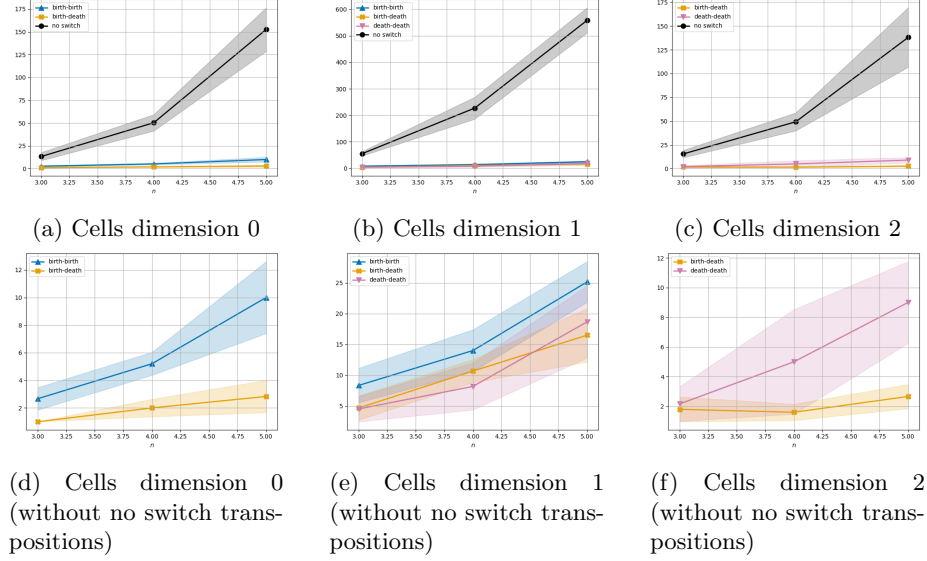 175
150
125
100
75
50
25
0
birth-birth
birth-death
no switch
3.00 3.25 3.50 3.75 4.00 4.25 4.50 4.75 5.00
n
(a) Cells dimension 0
600
500
400
300
200
100
0
birth-birth
birth-death
death-death
no switch
3.00 3.25 3.50 3.75 4.00 4.25 4.50 4.75 5.00
n
(b) Cells dimension 1
175
150
125
100
75
50
25
0
birth-death
death-death
no switch
3.00 3.25 3.50 3.75 4.00 4.25 4.50 4.75 5.00
n
(c) Cells dimension 2
12
10
8
6
4
2
birth-birth
birth-death
3.00 3.25 3.50 3.75 4.00 4.25 4.50 4.75 5.00
n
(d) Cells dimension 0
(without no switch trans-
positions)
25
20
15
10
5
birth-birth
birth-death
death-death
3.00 3.25 3.50 3.75 4.00 4.25 4.50 4.75 5.00
n
(e) Cells dimension 1
(without no switch trans-
positions)
12
10
8
6
4
2
birth-death
death-death
3.00 3.25 3.50 3.75 4.00 4.25 4.50 4.75 5.00
n
(f) Cells dimension 2
(without no switch trans-
positions)